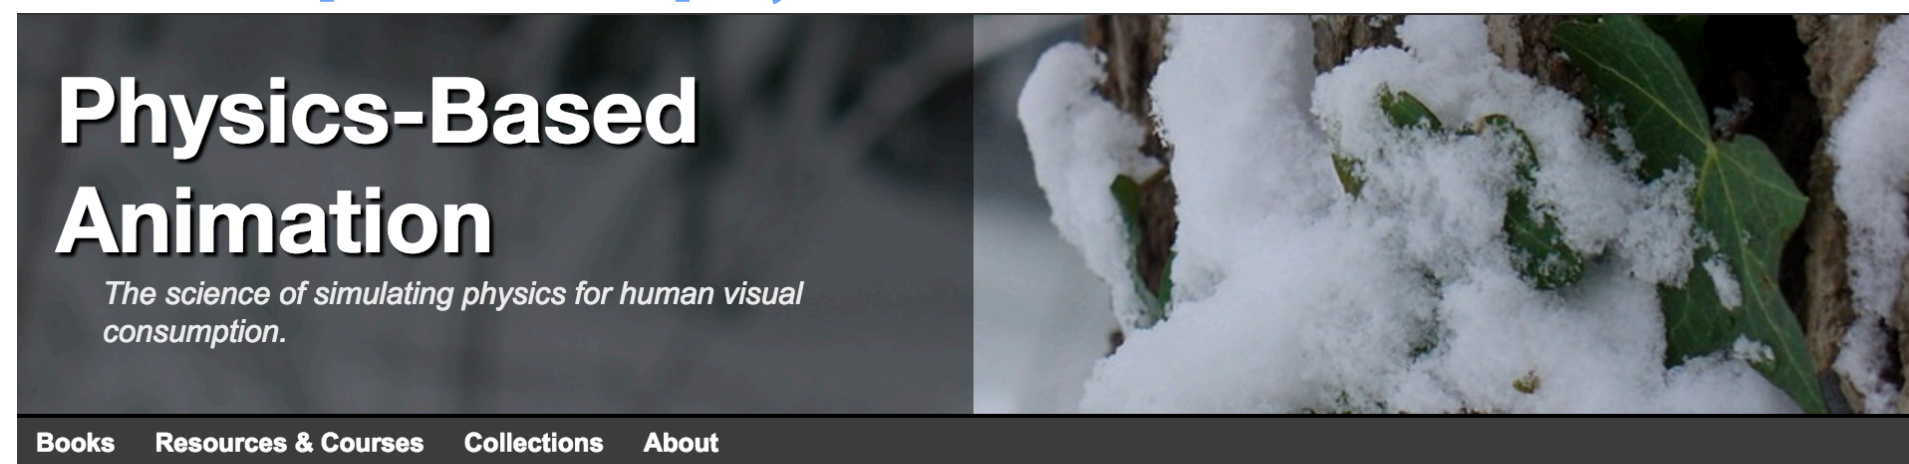 Physics-Based
Animation
The science of simulating physics for human visual
consumption.
Books Resources & Courses Collections About